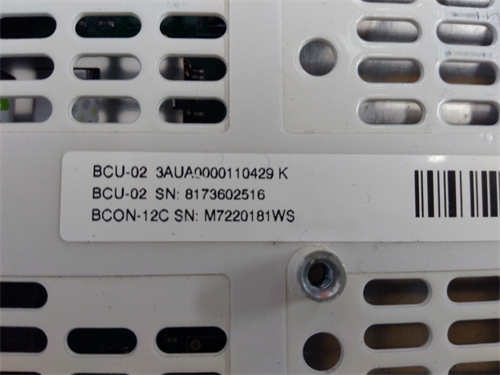 BCU-02 3AUA0000110429 K
BCU-02 SN: 8173602516
BCON-12C SN: M7220181WS